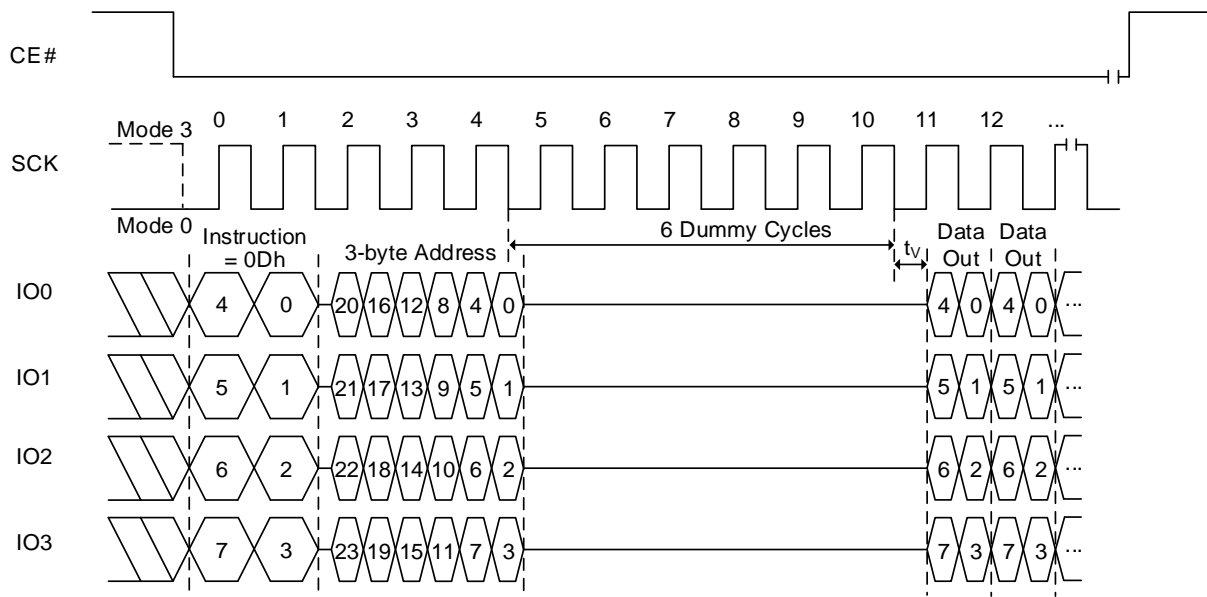 CE#
Mode 3
0 1 2 3 4 5 6 7 8 9 10 11 12 ...
SCK
Mode 0
Instruction = 0Dh
3-byte Address
6 Dummy Cycles
tV
Data Out
Data Out
IO0
4 0 20 16 12 8 4 0 4 0 4 0 ...
IO1
5 1 21 17 13 9 5 1 5 1 5 1 ...
IO2
6 2 22 18 14 10 6 2 6 2 6 2 ...
IO3
7 3 23 19 15 11 7 3 7 3 7 3 ...